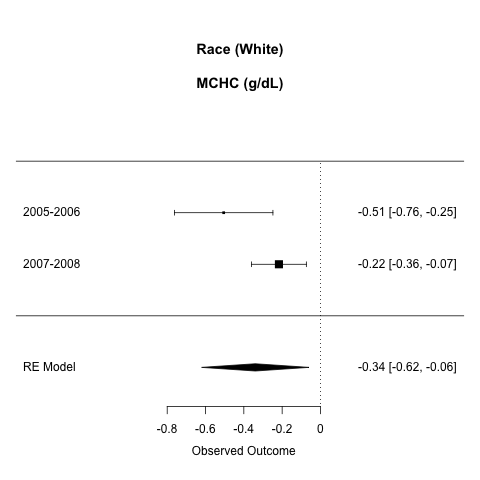 Race (White)
MCHC (g/dL)
2005-2006 -0.51 [-0.76, -0.25]
2007-2008 -0.22 [-0.36, -0.07]
RE Model -0.34 [-0.62, -0.06]
-0.8 -0.6 -0.4 -0.2 0
Observed Outcome